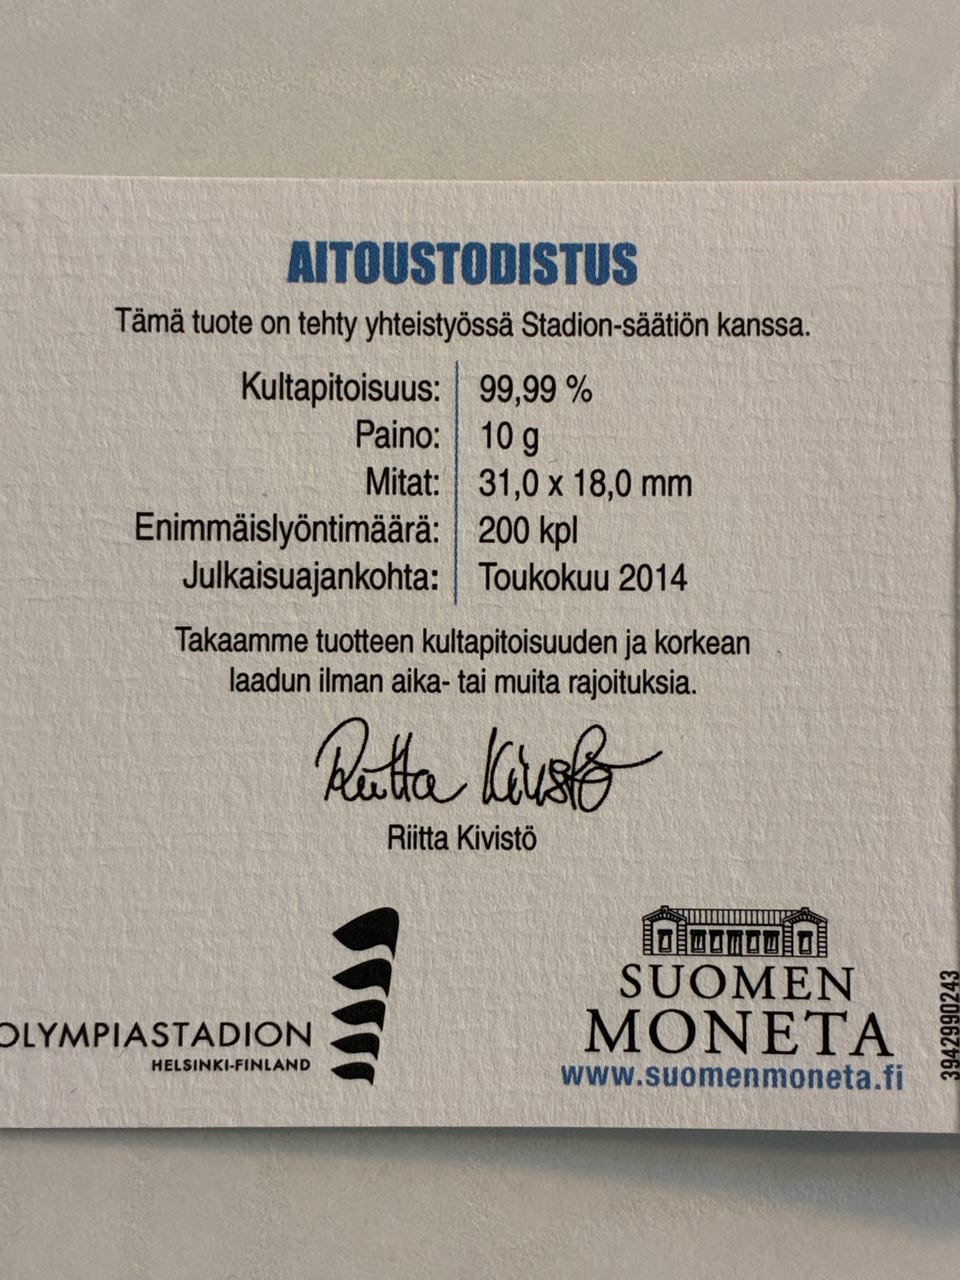 AITOUSTODISTUS
Tämä tuote on tehty yhteistyössä Stadion-säätiön kanssa.
Kultapitoisuus: 99,99 %
Paino: 10 g
Mitat: 31,0 x 18,0 mm
Enimmäislyöntimäärä: 200 kpl
Julkaisuajankohta: Toukokuu 2014
Takaamme tuotteen kultapitoisuuden ja korkean
laadun ilman aika- tai muita rajoituksia.
Riitta Kivistö
Riitta Kivistö
OLYMPIASTADION
HELSINKI-FINLAND
SUOMEN
MONETA
www.suomenmoneta.fi
3942990243